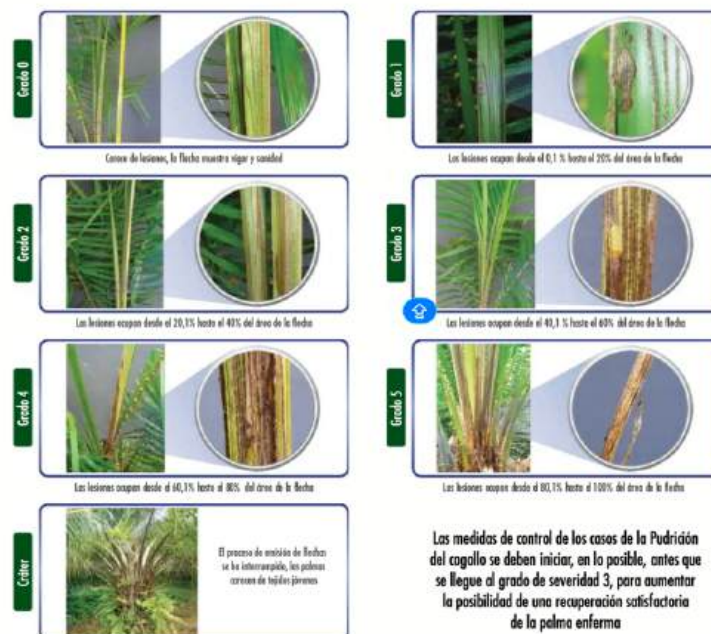 Grado 0
Carece de lesiones, la flecha muestra vigor y sanidad
Grado 1
Las lesiones ocupan desde el 0,1 % hasta el 20% del área de la flecha
Grado 2
Las lesiones ocupan desde el 20,1% hasta el 40% del área de la flecha
Grado 3
Las lesiones ocupan desde el 40,1 % hasta el 60% del área de la flecha
Grado 4
Las lesiones ocupan desde el 60,1% hasta el 80% del área de la flecha
Grado 5
Las lesiones ocupan desde el 80,1% hasta el 100% del área de la flecha
Cráter
El proceso de emisión de flechas
se ha interrumpido, las palmas
carecen de tejidos jóvenes
Las medidas de control de los casos de la Pudrición
del cogollo se deben iniciar, en lo posible, antes que
se llegue al grado de severidad 3, para aumentar
la posibilidad de una recuperación satisfactoria
de la palma enferma